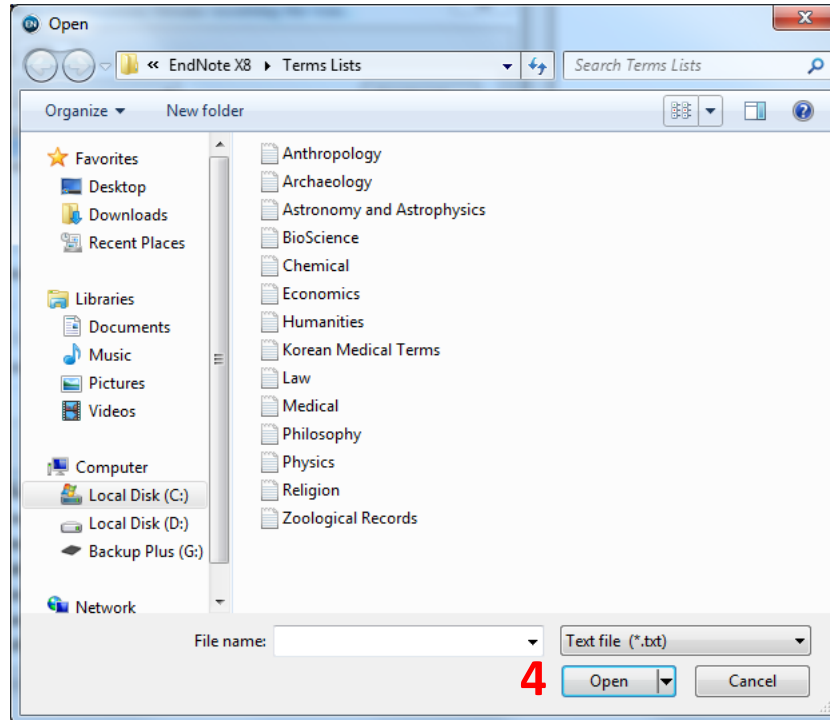 EN Open
« EndNote X8 ▸ Terms Lists
Search Terms Lists
Organize
New folder
Favorites
Desktop
Downloads
Recent Places
Libraries
Documents
Music
Pictures
Videos
Computer
Local Disk (C:)
Local Disk (D:)
Backup Plus (G:)
Network
Anthropology
Archaeology
Astronomy and Astrophysics
BioScience
Chemical
Economics
Humanities
Korean Medical Terms
Law
Medical
Philosophy
Physics
Religion
Zoological Records
File name:
Text file (*.txt)
4
Open
Cancel